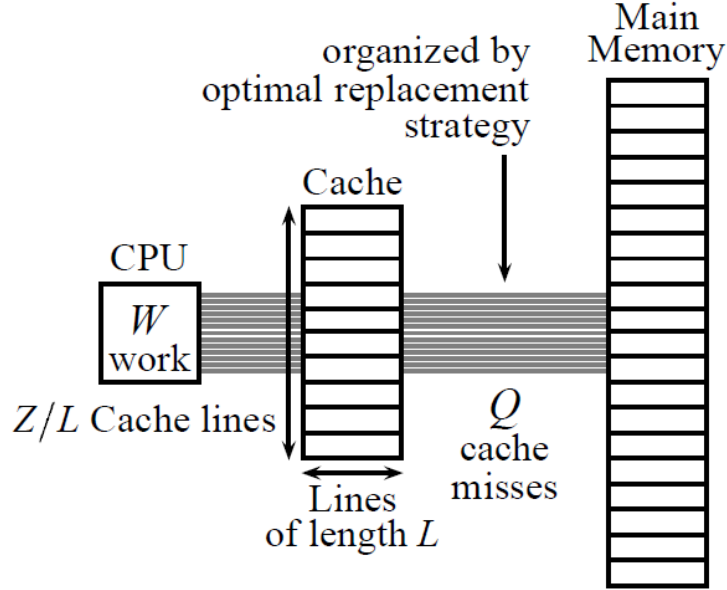 Main
Memory
organized by
optimal replacement
strategy
Cache
CPU
W
work
Z/L Cache lines
Q
cache
misses
Lines
of length L